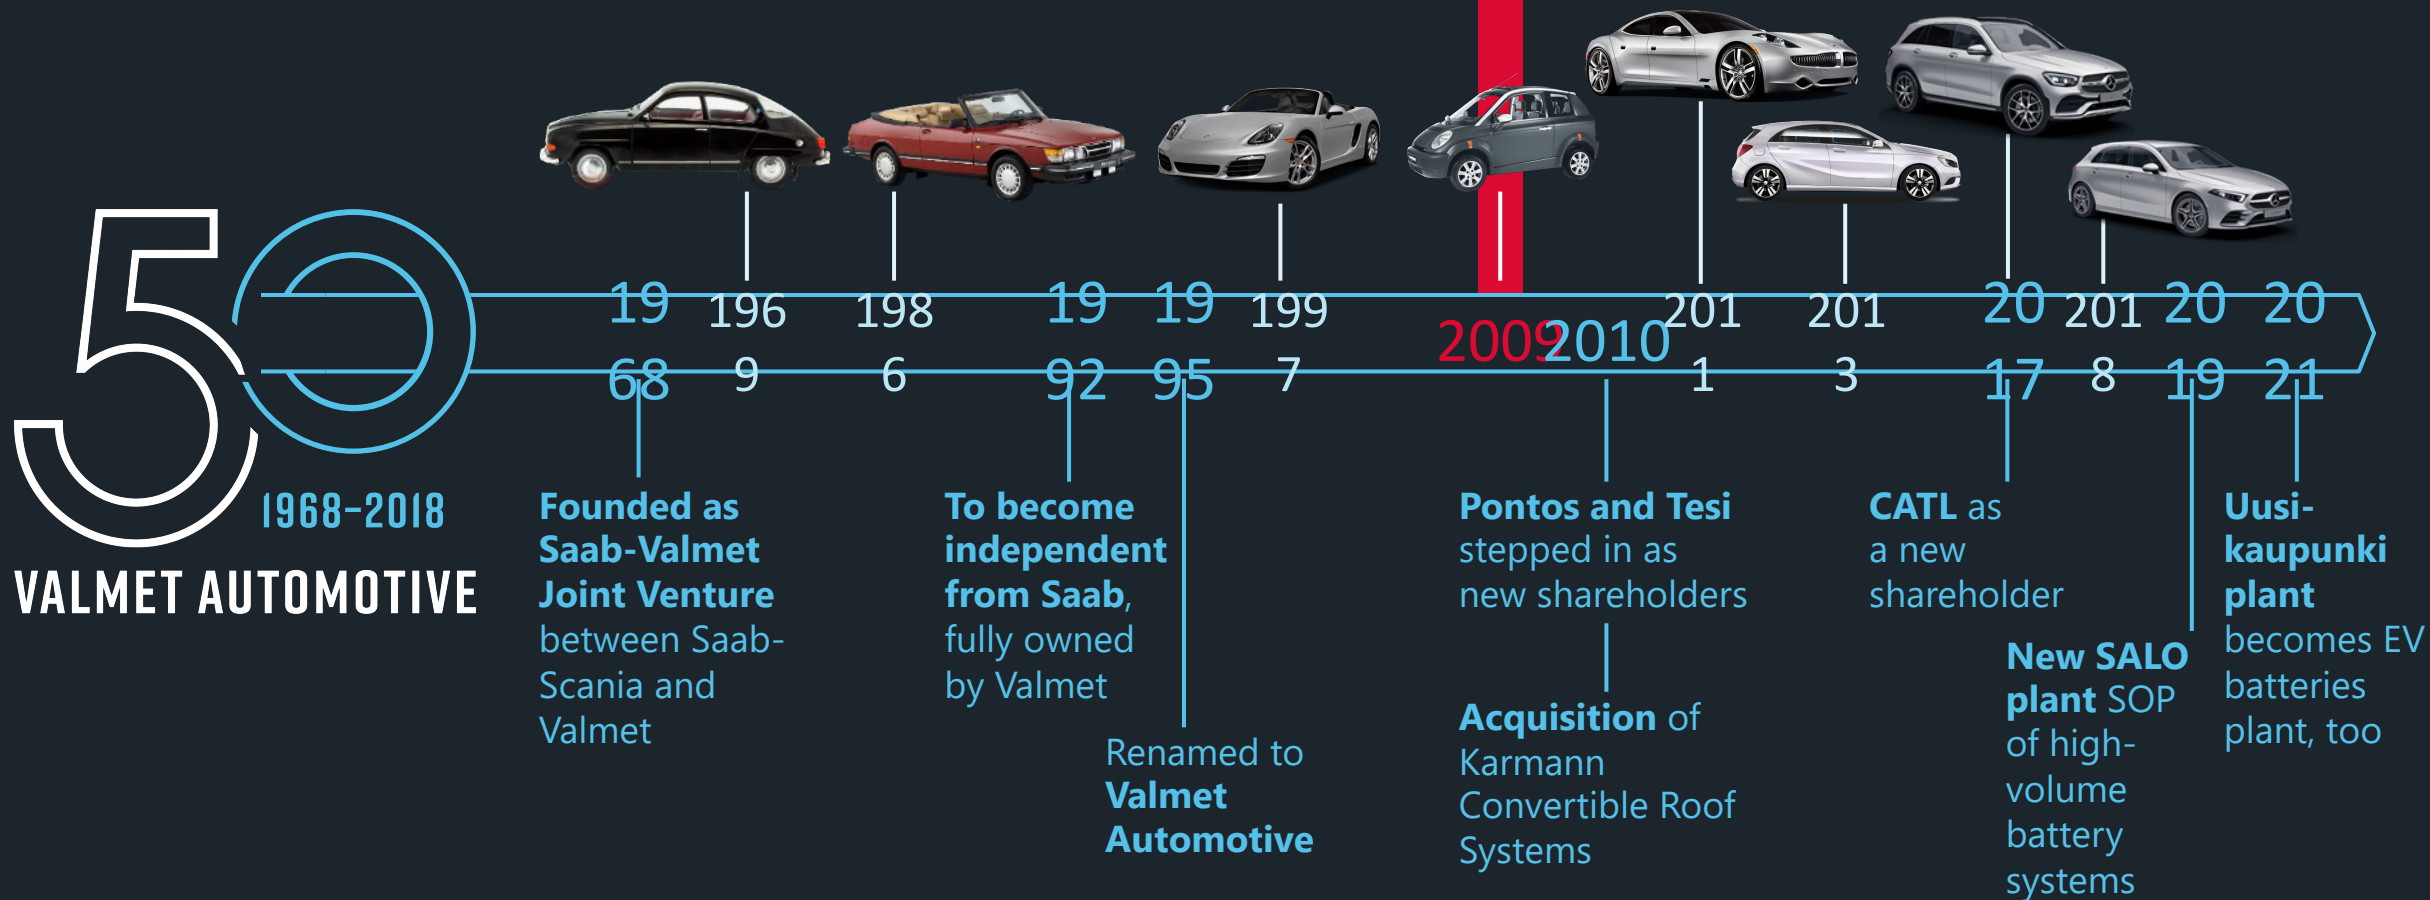 50
1968-2018
VALMET AUTOMOTIVE
19
68
196
9
198
6
19
92
19
95
199
7
2009
2010
201
1
201
3
20
17
201
8
20
19
20
21
Founded as
Saab-Valmet
Joint Venture
between Saab-
Scania and
Valmet
To become
independent
from Saab,
fully owned
by Valmet
Renamed to
Valmet
Automotive
Pontos and Tesi
stepped in as
new shareholders
Acquisition of
Karmann
Convertible Roof
Systems
CATL as
a new
shareholder
New SALO
plant SOP
of high-
volume
battery
systems
Uusi-
kaupunki
plant
becomes EV
batteries
plant, too